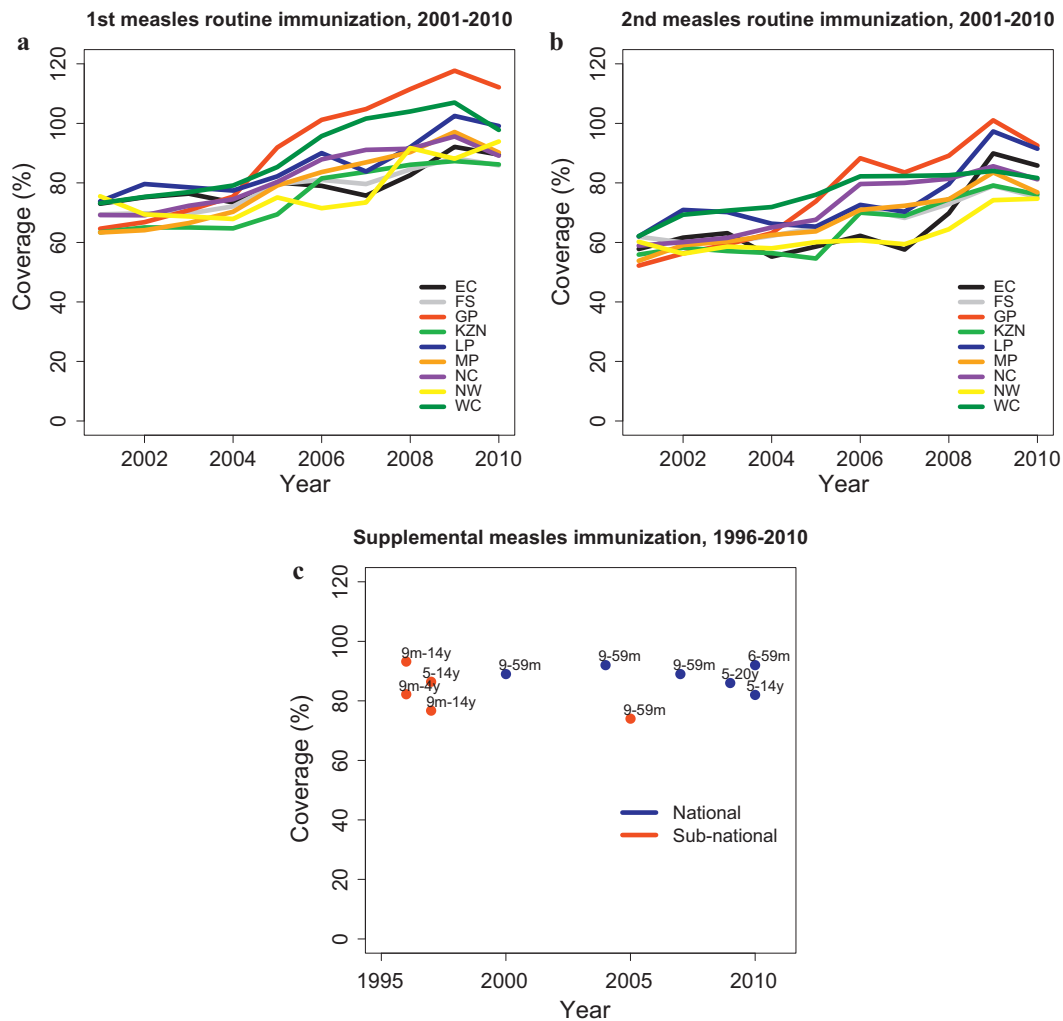 1st measles routine immunization, 2001-2010
a
Coverage (%)
120
100
80
60
40
20
0
EC
FS
GP
KZN
LP
MP
NC
NW
WC
2002 2004 2006 2008 2010
Year
2nd measles routine immunization, 2001-2010
b
Coverage (%)
120
100
80
60
40
20
0
EC
FS
GP
KZN
LP
MP
NC
NW
WC
2002 2004 2006 2008 2010
Year
Supplemental measles immunization, 1996-2010
c
Coverage (%)
120
100
80
60
40
20
0
9m-14y
5-14y
9m-4y
9m-14y
9-59m
9-59m
9-59m
9-59m
5-20y
6-59m
5-14y
National
Sub-national
1995 2000 2005 2010
Year